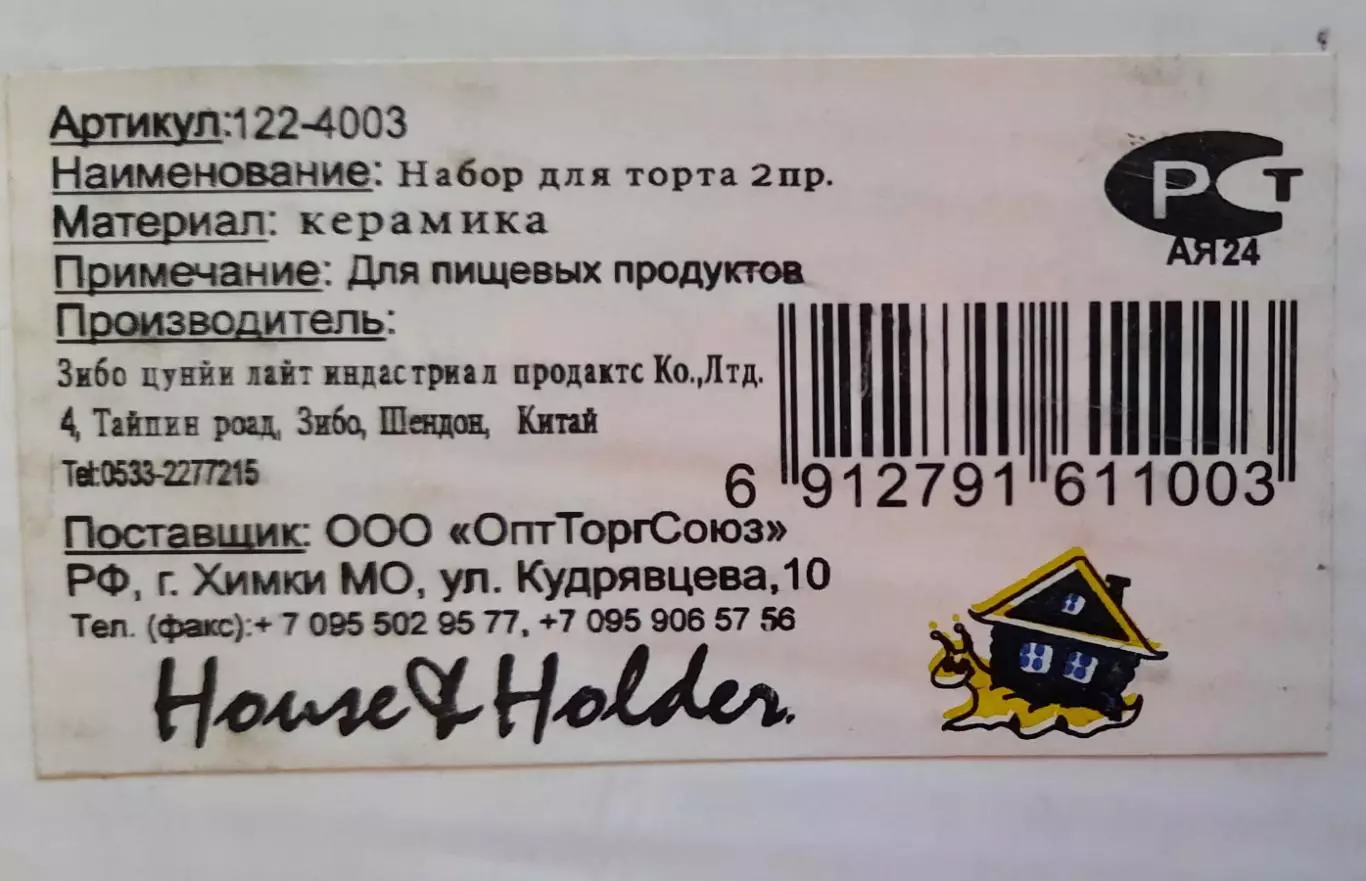 Артикул:122-4003
Наименование: Набор для торта 2пр.
Материал: керамика
Примечание: Для пищевых продуктов
Производитель:
Зибо цунйи лайт индастриал продактс Ко.,Лтд.
4, Тайпин роад, Зибо, Шендон, Китай
Tel:0533-2277215
Поставщик: ООО «ОптТоргСоюз»
РФ, г. Химки МО, ул. Кудрявцева,10
Тел. (факс):+ 7 095 502 95 77, +7 095 906 57 56
House & Holder.
РСТ
АЯ24
6 912791 611003